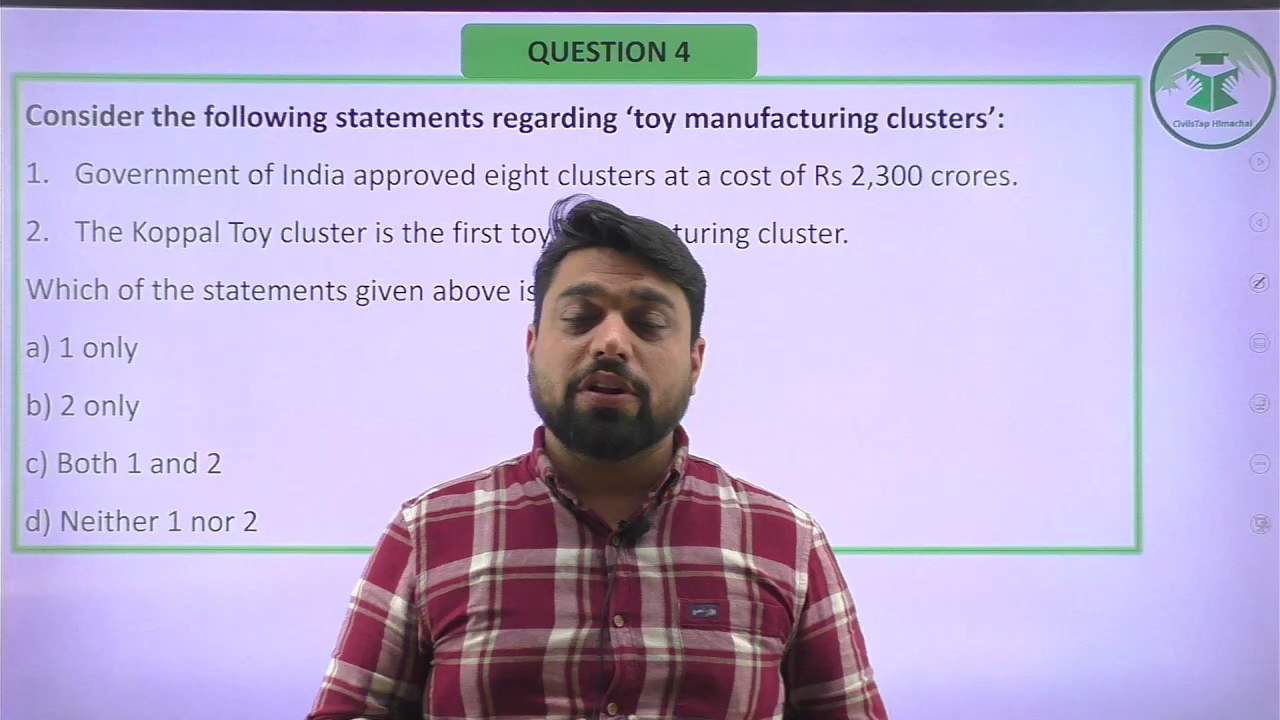 QUESTION 4
CivilsTap Himachal
Consider the following statements regarding ‘toy manufacturing clusters’:
1. Government of India approved eight clusters at a cost of Rs 2,300 crores.
2. The Koppal Toy cluster is the first toy turing cluster.
Which of the statements given above is
a) 1 only
b) 2 only
c) Both 1 and 2
d) Neither 1 nor 2